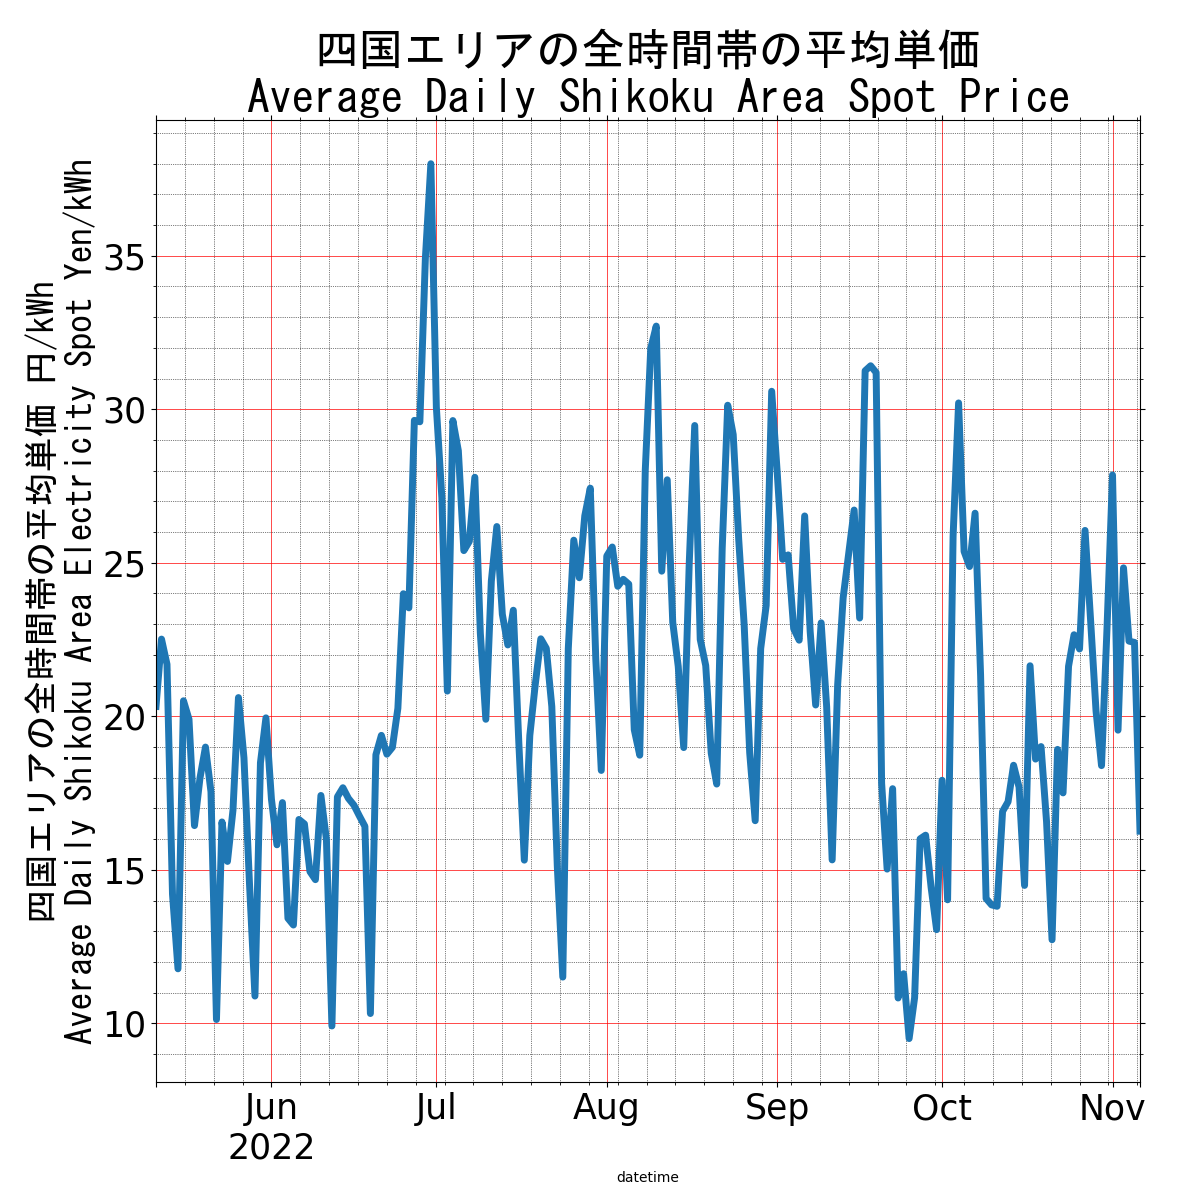 四国エリアの全時間帯の平均単価
Average Daily Shikoku Area Spot Price
四国エリアの全時間帯の平均単価 円/kWh
Average Daily Shikoku Area Electricity Spot Yen/kWh
35
30
25
20
15
10
Jun
2022
Jul
Aug
Sep
Oct
Nov
datetime